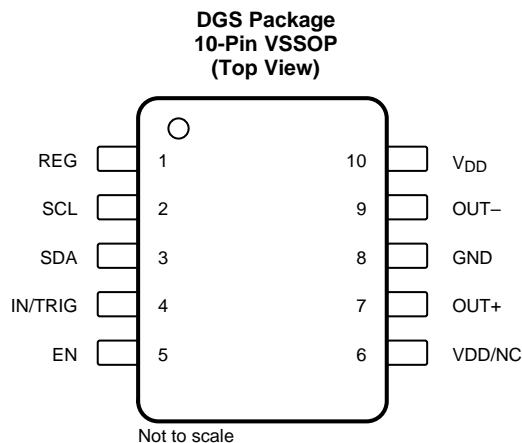 DGS Package
10-Pin VSSOP
(Top View)
REG 1 10 VDD
SCL 2 9 OUT–
SDA 3 8 GND
IN/TRIG 4 7 OUT+
EN 5 6 VDD/NC
Not to scale